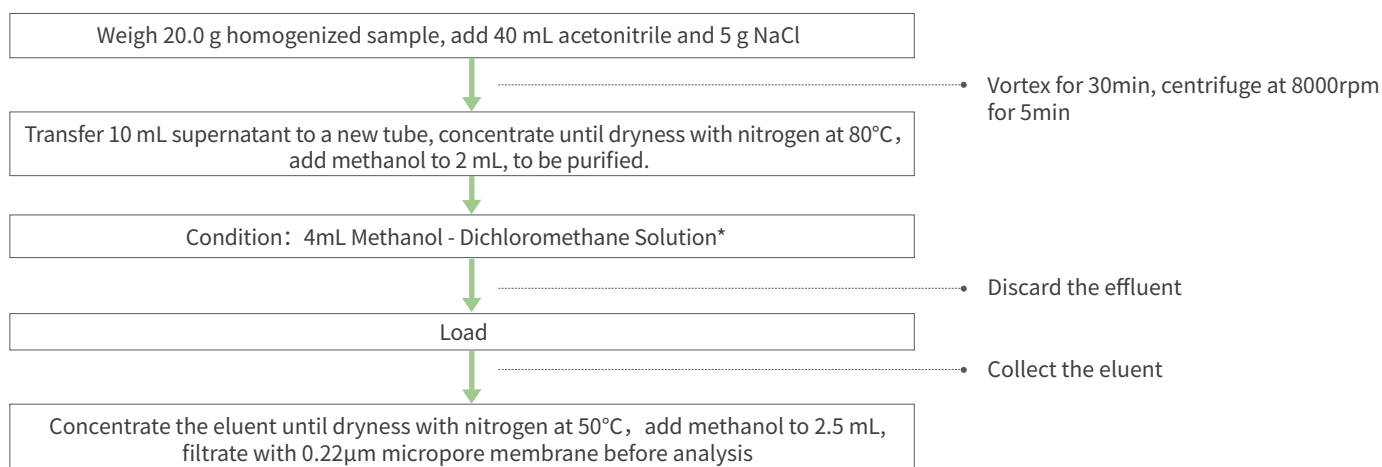 Weigh 20.0 g homogenized sample, add 40 mL acetonitrile and 5 g NaCl
Vortex for 30min, centrifuge at 8000rpm
for 5min
Transfer 10 mL supernatant to a new tube, concentrate until dryness with nitrogen at 80℃,
add methanol to 2 mL, to be purified.
Condition：4mL Methanol - Dichloromethane Solution*
Discard the effluent
Load
Collect the eluent
Concentrate the eluent until dryness with nitrogen at 50℃, add methanol to 2.5 mL,
filtrate with 0.22μm micropore membrane before analysis